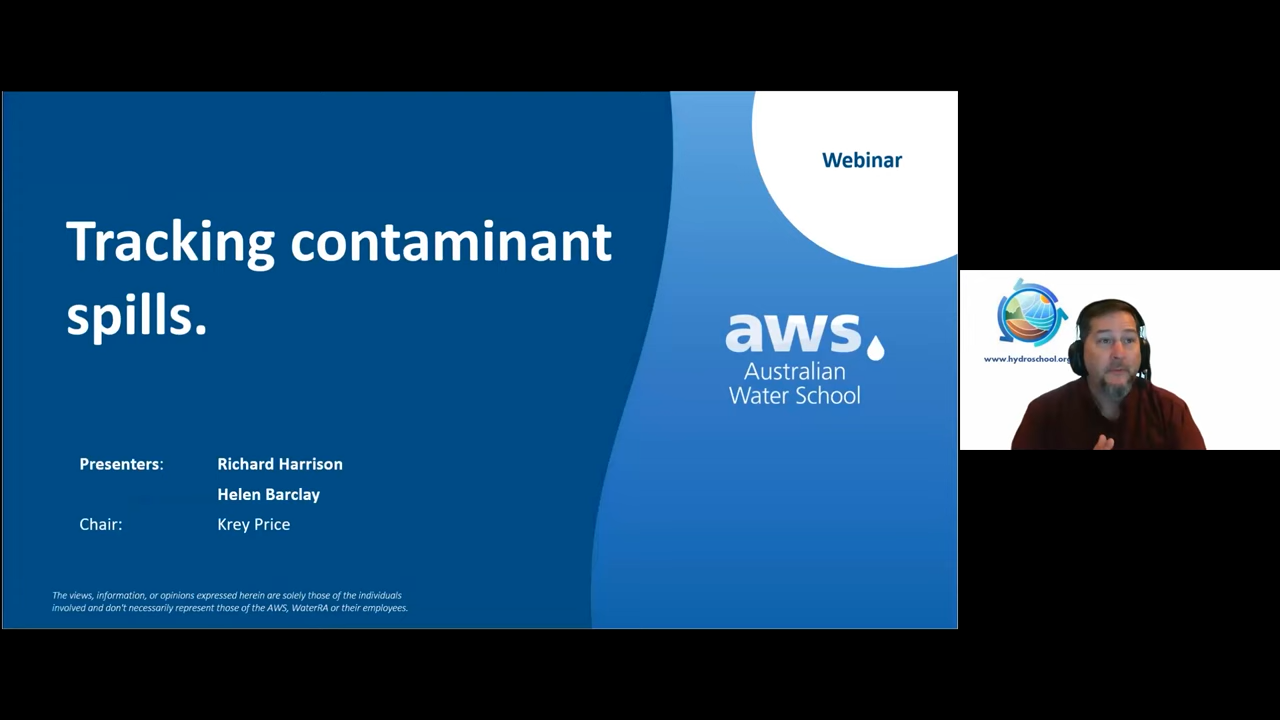 Webinar
Tracking contaminant
spills.
aws
Australian
Water School
Presenters: Richard Harrison
Helen Barclay
Chair: Krey Price
The views, information, or opinions expressed herein are solely those of the individuals
involved and don't necessarily represent those of the AWS, WaterRA or their employees.
www.hydroschool.org